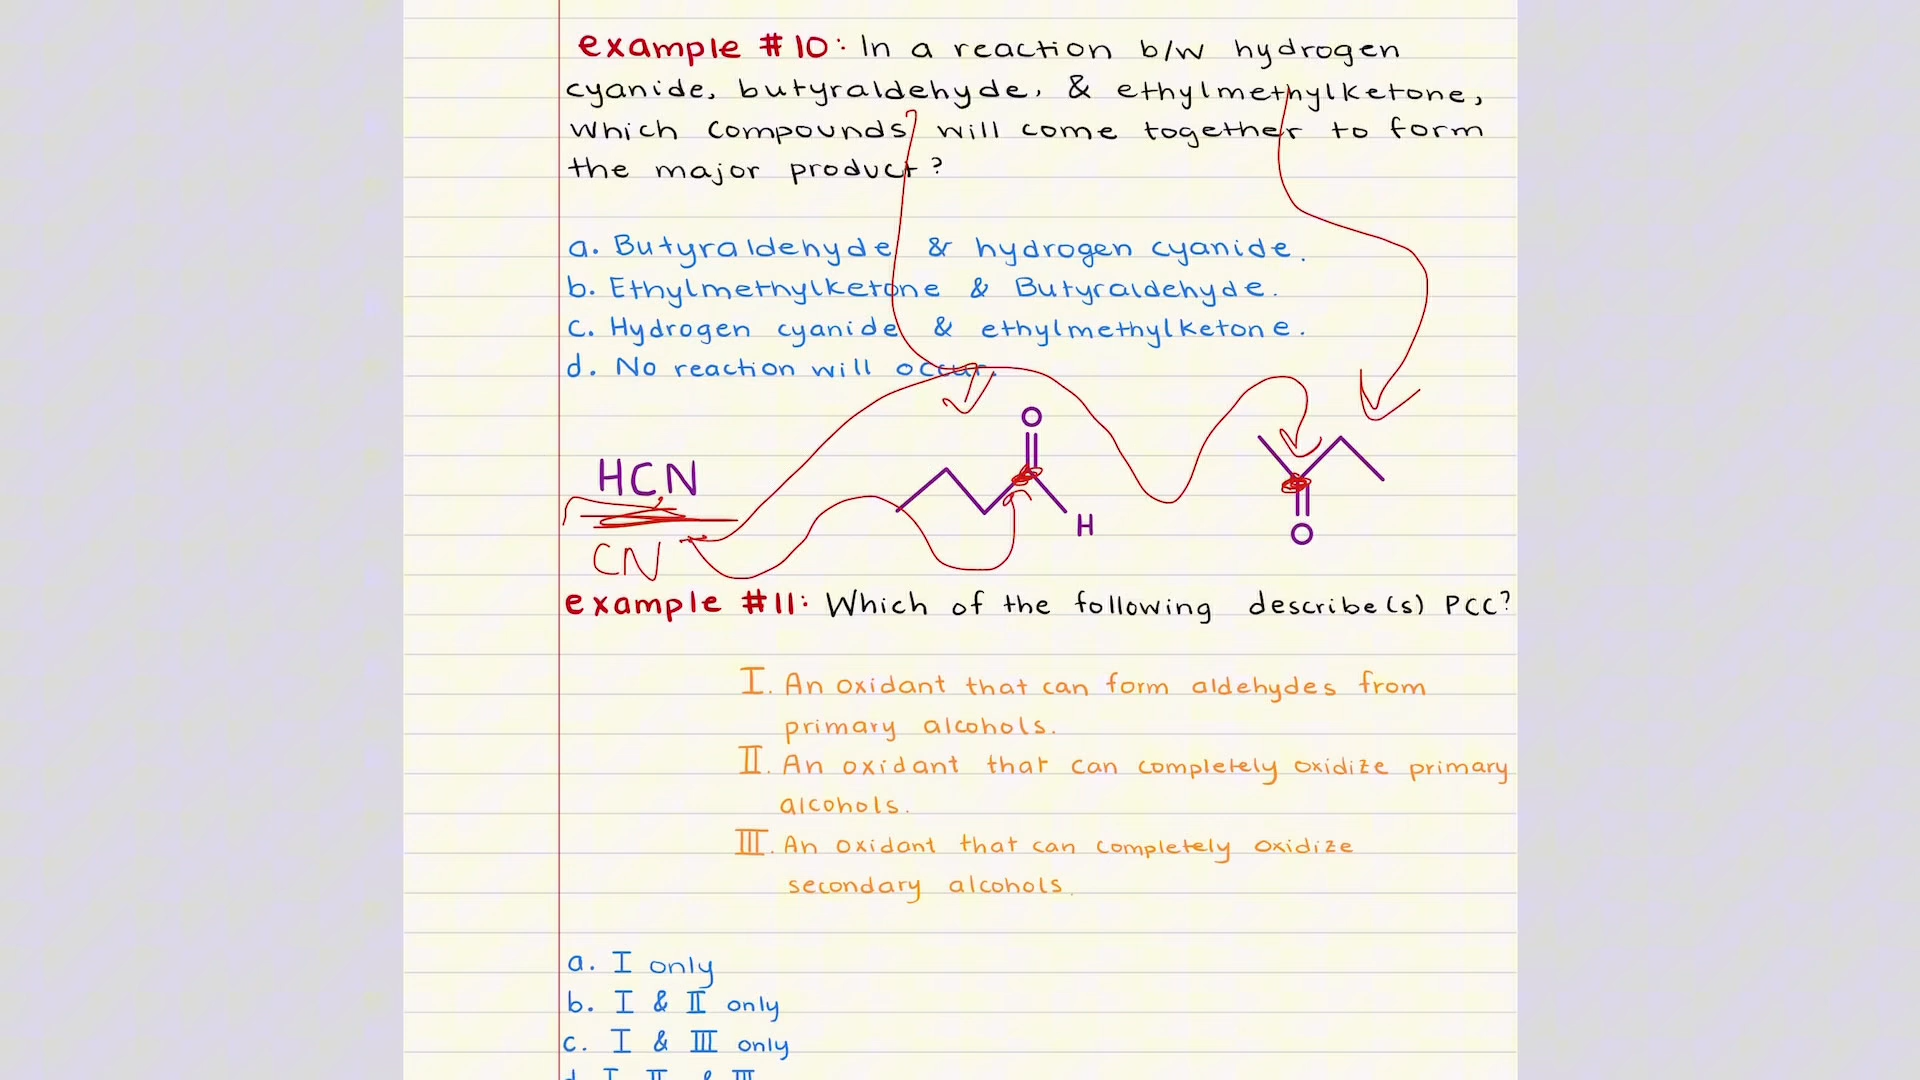 example #10: In a reaction b/w hydrogen
cyanide, butyraldehyde, & ethylmethylketone,
which compounds will come together to form
the major product?
a. Butyraldehyde & hydrogen cyanide.
b. Ethylmethylketone & Butyraldehyde.
c. Hydrogen cyanide & ethylmethylketone.
d. No reaction will occur.
O
HCN
H
O
CN
example #11: Which of the following describe(s) PCC?
I. An oxidant that can form aldehydes from
primary alcohols.
II. An oxidant that can completely oxidize primary
alcohols.
III. An oxidant that can completely oxidize
secondary alcohols.
a. I only
b. I & II only
c. I & III only